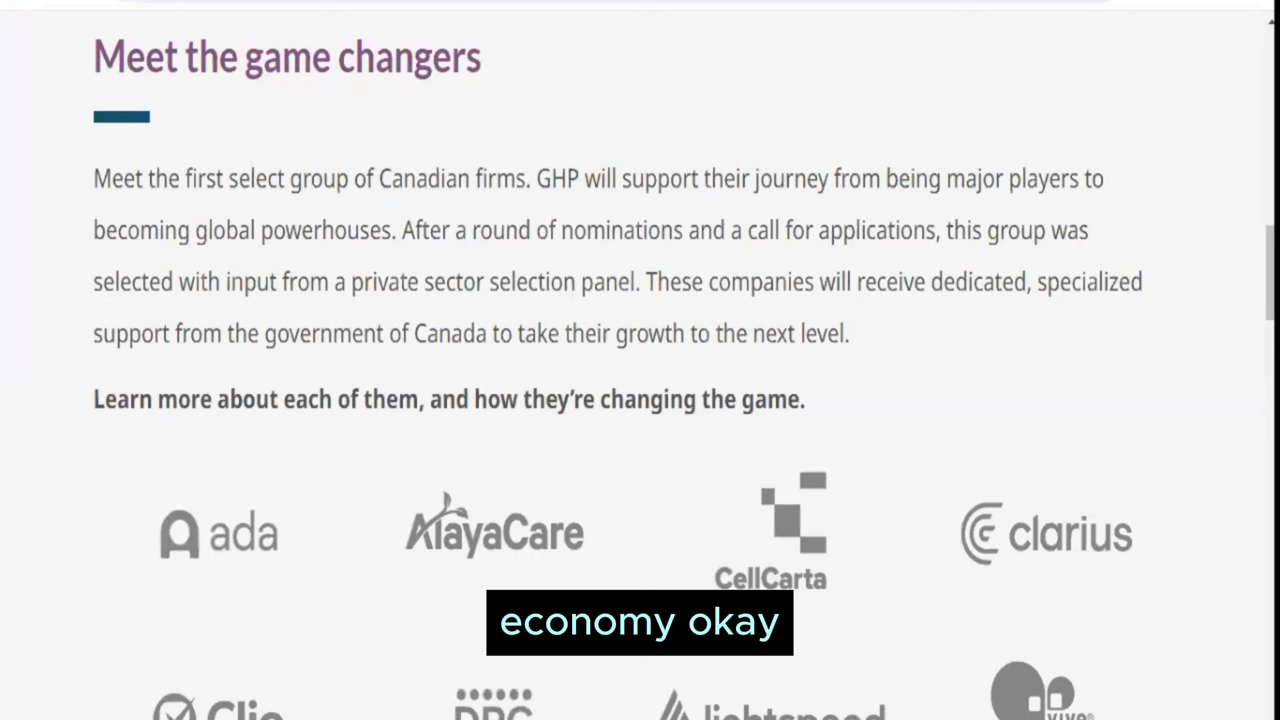 Meet the game changers
Meet the first select group of Canadian firms. GHP will support their journey from being major players to
becoming global powerhouses. After a round of nominations and a call for applications, this group was
selected with input from a private sector selection panel. These companies will receive dedicated, specialized
support from the government of Canada to take their growth to the next level.
Learn more about each of them, and how they're changing the game.
ada AlayaCare CellCarta clarius
economy okay
Clio lightspeed vive